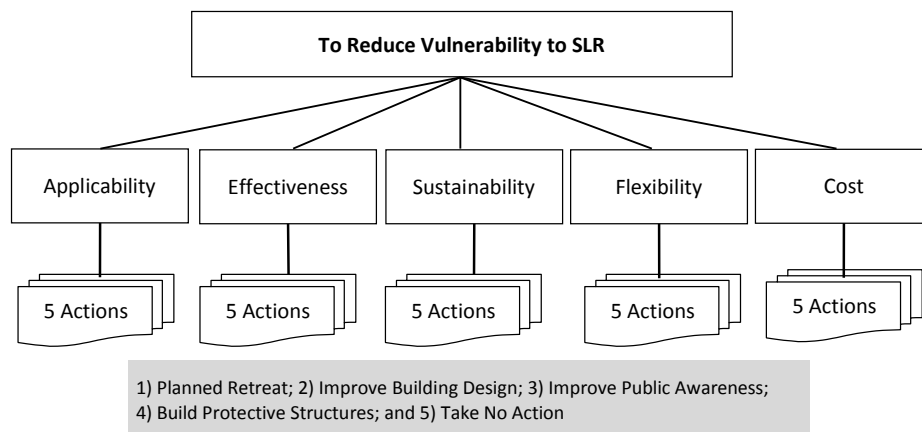 To Reduce Vulnerability to SLR
Applicability
Effectiveness
Sustainability
Flexibility
Cost
5 Actions
5 Actions
5 Actions
5 Actions
5 Actions
1) Planned Retreat; 2) Improve Building Design; 3) Improve Public Awareness;
4) Build Protective Structures; and 5) Take No Action